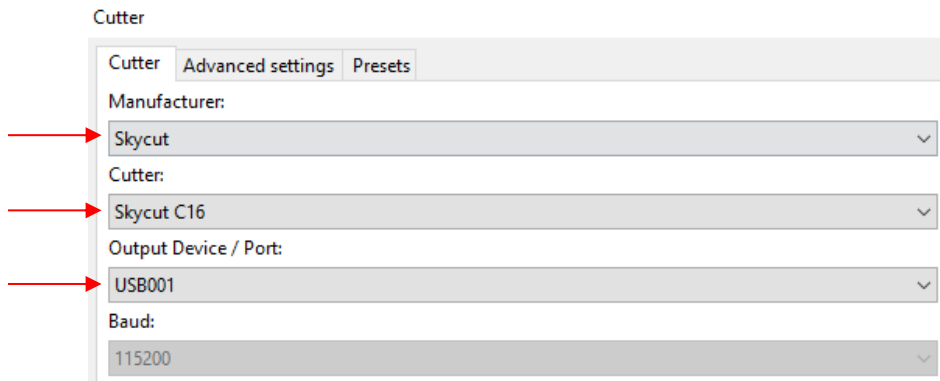 Cutter
Cutter Advanced settings Presets
Manufacturer:
Skycut
Cutter:
Skycut C16
Output Device / Port:
USB001
Baud:
115200